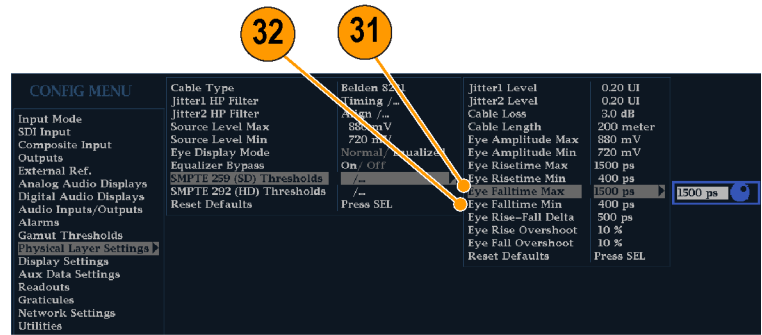 32 31
CONFIG MENU
Input Mode
SDI Input
Composite Input
Outputs
External Ref.
Analog Audio Displays
Digital Audio Displays
Audio Inputs/Outputs
Alarms
Gamut Thresholds
Physical Layer Settings
Display Settings
Aux Data Settings
Readouts
Graticules
Network Settings
Utilities
Cable Type Belden
Jitter1 HP Filter Timing /...
Jitter2 HP Filter /...
Source Level Max mV
Source Level Min 720 mV
Eye Display Mode Normal/ Equalized
Equalizer Bypass On/ Off
SMPTE 259 (SD) Thresholds /...
SMPTE 292 (HD) Thresholds /...
Reset Defaults Press SEL
Jitter1 Level 0.20 UI
Jitter2 Level 0.20 UI
Cable Loss 3.0 dB
Cable Length 200 meter
Eye Amplitude Max 880 mV
Eye Amplitude Min 720 mV
Eye Risetime Max 1500 ps
Eye Risetime Min 400 ps
Eye Falltime Max 1500 ps
Eye Falltime Min 400 ps
Eye Rise-Fall Delta 500 ps
Eye Rise Overshoot 10 %
Eye Fall Overshoot 10 %
Reset Defaults Press SEL
1500 ps